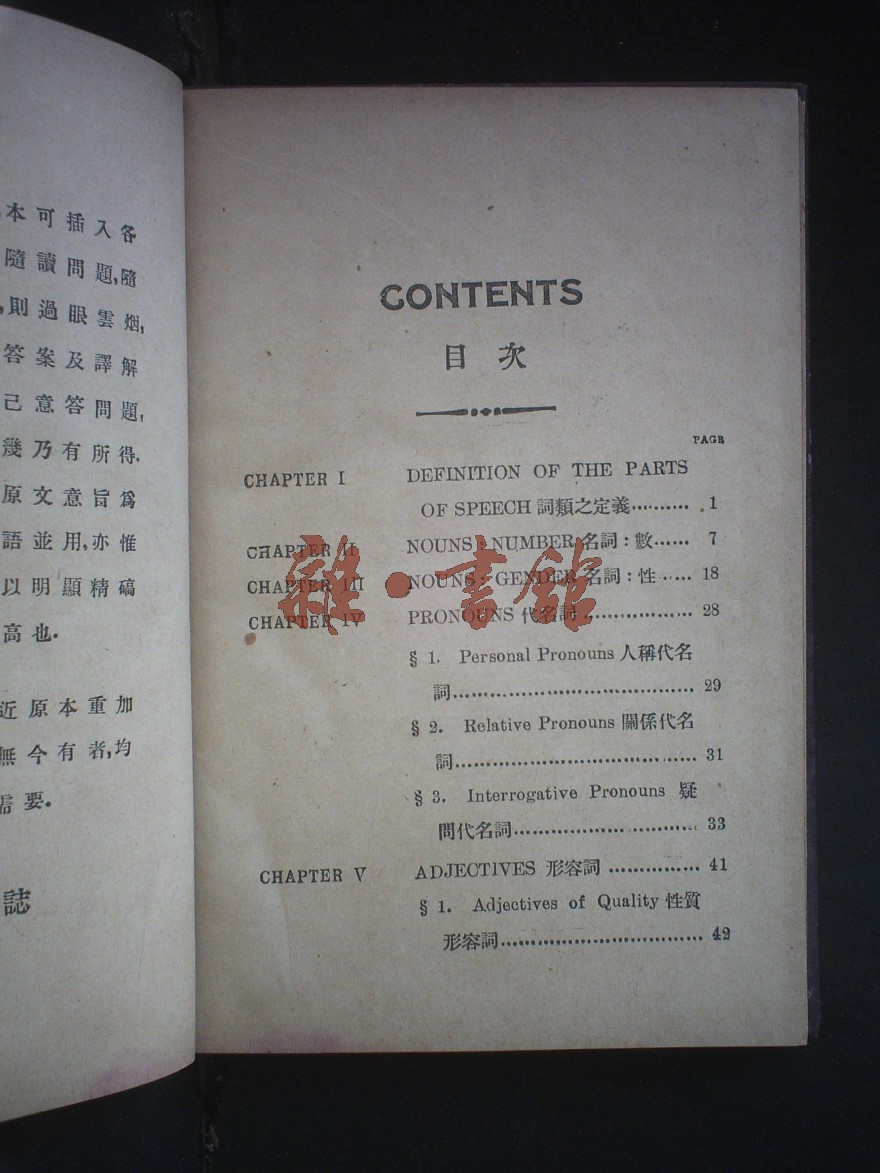 本可插入各
隨讀問題,隨
,則過眼雲烟,
答案及譯解
己意答問題,
幾乃有所得.
原文意旨爲
語並用,亦惟
以明顯精碻
高也.
近原本重加
無今有者,均
需要.
誌
CONTENTS
目次
PAGE
CHAPTER I DEFINITION OF THE PARTS
OF SPEECH 詞類之定義.......... 1
CHAPTER II NOUNS: NUMBER 名詞:數...... 7
CHAPTER III NOUNS: GENDER 名詞:性...... 18
CHAPTER IV PRONOUNS 代名詞................... 28
§ 1. Personal Pronouns 人稱代名
詞.......................................... 29
§ 2. Relative Pronouns 關係代名
詞.......................................... 31
§ 3. Interrogative Pronouns 疑
問代名詞................................ 33
CHAPTER V ADJECTIVES 形容詞 ................ 41
§ 1. Adjectives of Quality 性質
形容詞................................... 42
雜·書館